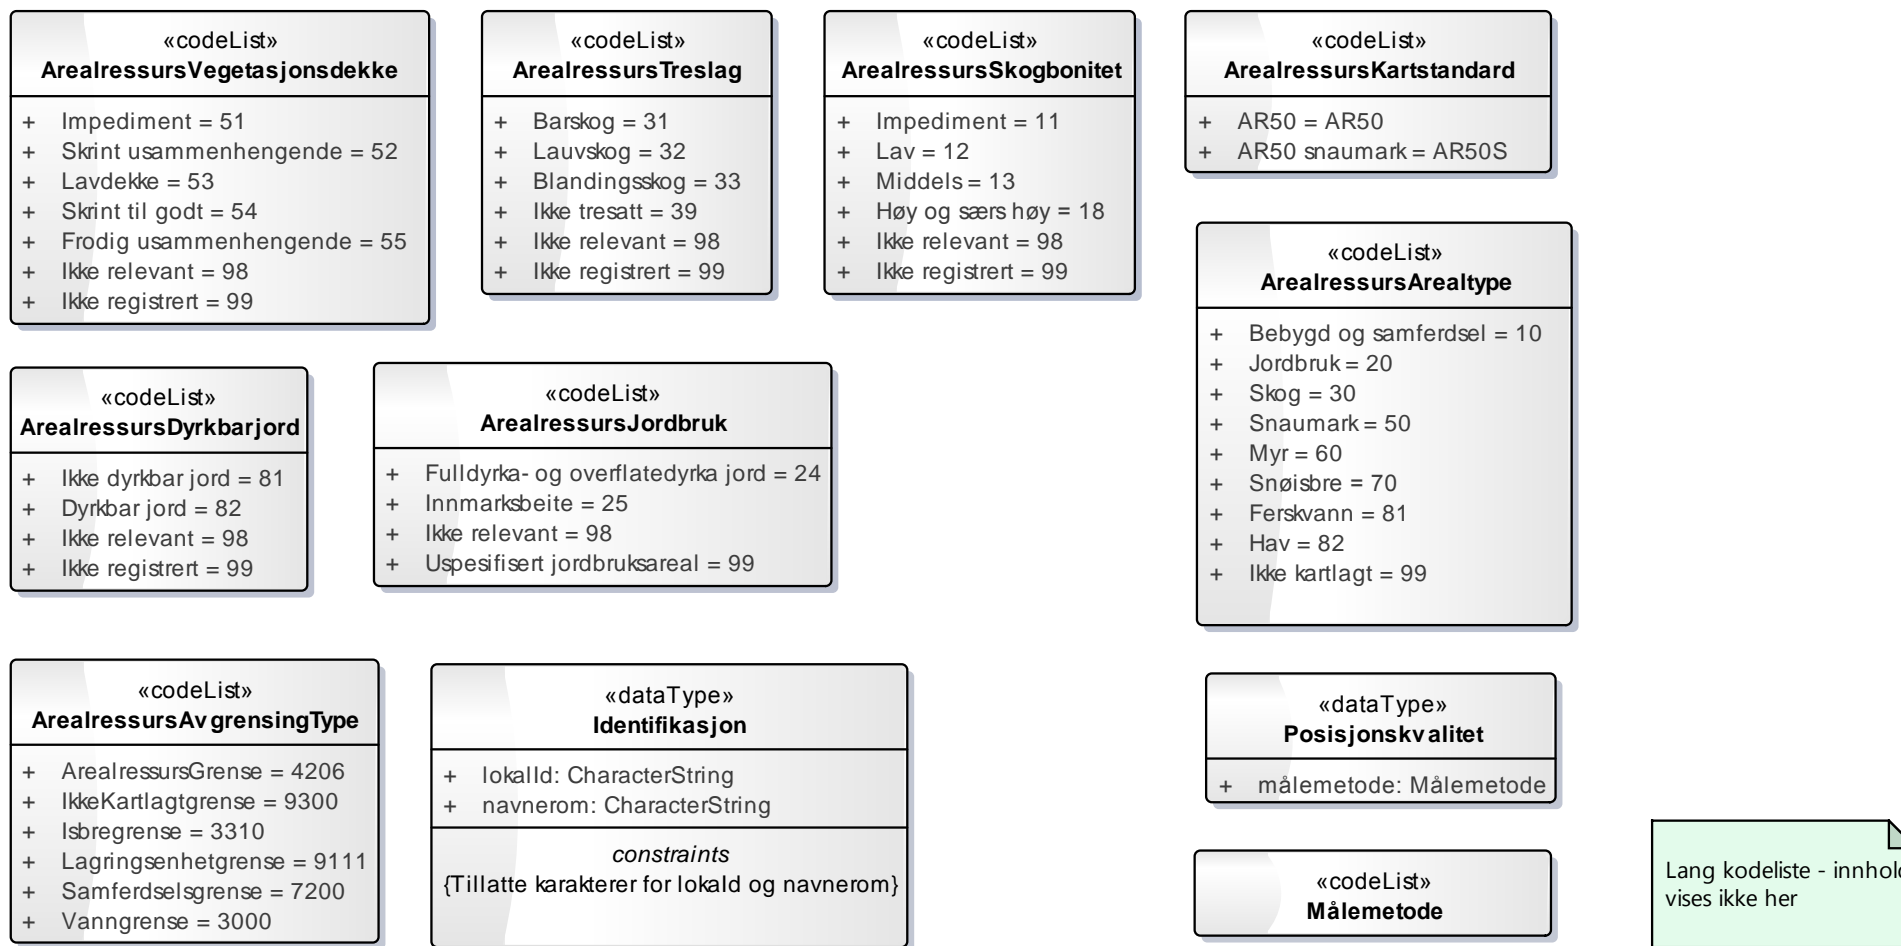 «codeList»
ArealressursVegetasjonsdekke
+ Impediment = 51
+ Skrint usammenhengende = 52
+ Lavdekke = 53
+ Skrint til godt = 54
+ Frodig usammenhengende = 55
+ Ikke relevant = 98
+ Ikke registrert = 99
«codeList»
ArealressursTreslag
+ Barskog = 31
+ Lauvskog = 32
+ Blandingsskog = 33
+ Ikke tresatt = 39
+ Ikke relevant = 98
+ Ikke registrert = 99
«codeList»
ArealressursSkogbonitet
+ Impediment = 11
+ Lav = 12
+ Middels = 13
+ Høy og særs høy = 18
+ Ikke relevant = 98
+ Ikke registrert = 99
«codeList»
ArealressursKartstandard
+ AR50 = AR50
+ AR50 snaumark = AR50S
«codeList»
ArealressursArealtype
+ Bebygd og samferdsel = 10
+ Jordbruk = 20
+ Skog = 30
+ Snaumark = 50
+ Myr = 60
+ Snøisbre = 70
+ Ferskvann = 81
+ Hav = 82
+ Ikke kartlagt = 99
«codeList»
ArealressursDyrkbarjord
+ Ikke dyrkbar jord = 81
+ Dyrkbar jord = 82
+ Ikke relevant = 98
+ Ikke registrert = 99
«codeList»
ArealressursJordbruk
+ Fulldyrka- og overflatedyrka jord = 24
+ Innmarksbeite = 25
+ Ikke relevant = 98
+ Uspesifisert jordbruksareal = 99
«codeList»
ArealressursAvgrensingType
+ ArealressursGrense = 4206
+ IkkeKartlagtgrense = 9300
+ Isbregrense = 3310
+ Lagringsenhetgrense = 9111
+ Samferdselsgrense = 7200
+ Vanngrense = 3000
«dataType»
Identifikasjon
+ lokalId: CharacterString
+ navnerom: CharacterString
constraints
{Tillatte karakterer for lokaId og navnerom}
«dataType»
Posisjonskvalitet
+ målemetode: Målemetode
«codeList»
Målemetode
Lang kodeliste - innhold
vises ikke her